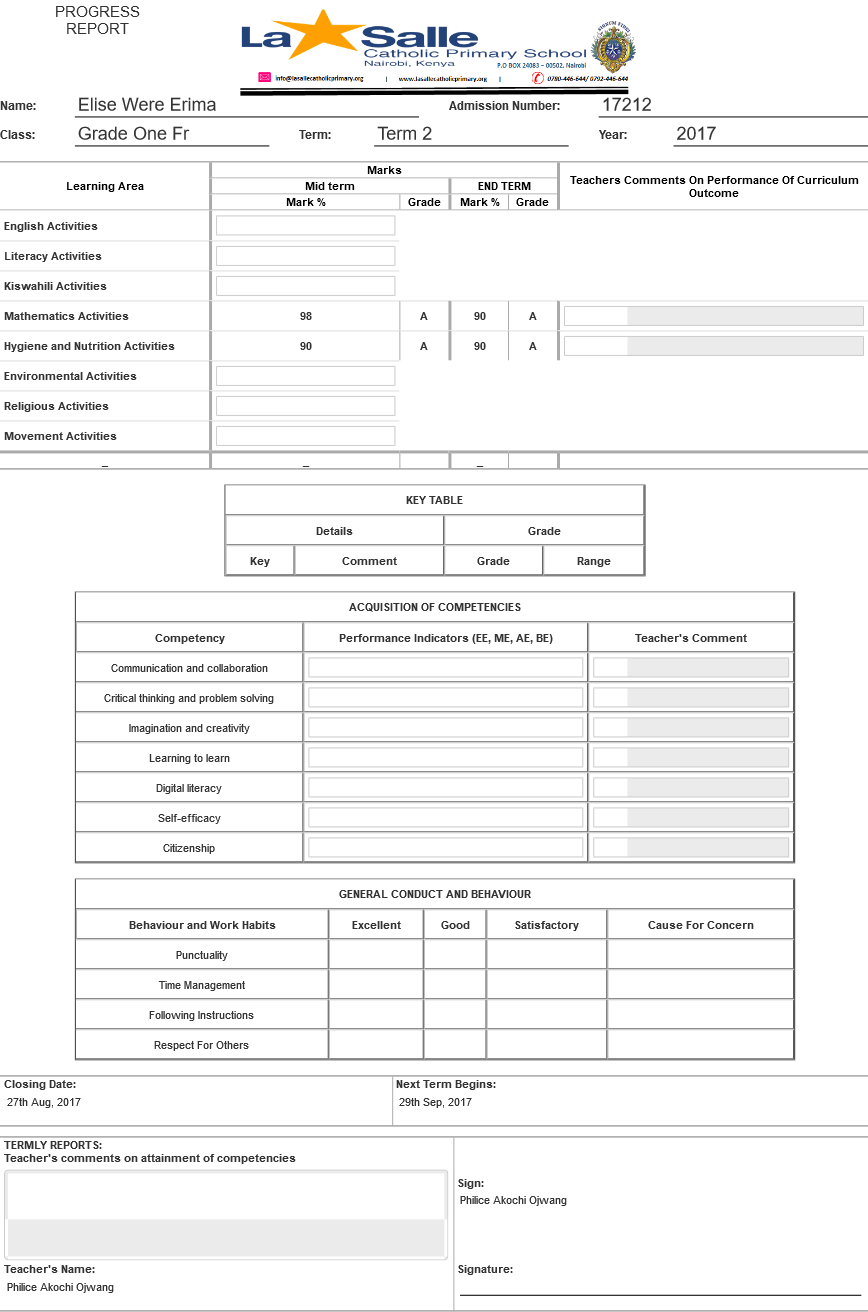 PROGRESS
REPORT
La Salle
Catholic Primary School
Nairobi, Kenya
P.O BOX 24083 – 00502, Nairobi
info@lasallecatholicprimary.org | www.lasallecatholicprimary.org | 0780-446-644/ 0792-446-644
Name: Elise Were Erima Admission Number: 17212
Class: Grade One Fr Term: Term 2 Year: 2017
Learning Area Marks Teachers Comments On Performance Of Curriculum Outcome
Mid term END TERM
Mark % Grade Mark % Grade
English Activities
Literacy Activities
Kiswahili Activities
Mathematics Activities 98 A 90 A
Hygiene and Nutrition Activities 90 A 90 A
Environmental Activities
Religious Activities
Movement Activities
_ _ _
KEY TABLE
Details Grade
Key Comment Grade Range
ACQUISITION OF COMPETENCIES
Competency Performance Indicators (EE, ME, AE, BE) Teacher's Comment
Communication and collaboration
Critical thinking and problem solving
Imagination and creativity
Learning to learn
Digital literacy
Self-efficacy
Citizenship
GENERAL CONDUCT AND BEHAVIOUR
Behaviour and Work Habits Excellent Good Satisfactory Cause For Concern
Punctuality
Time Management
Following Instructions
Respect For Others
Closing Date: Next Term Begins:
27th Aug, 2017 29th Sep, 2017
TERMLY REPORTS:
Teacher's comments on attainment of competencies
Sign:
Philice Akochi Ojwang
Teacher's Name: Signature:
Philice Akochi Ojwang